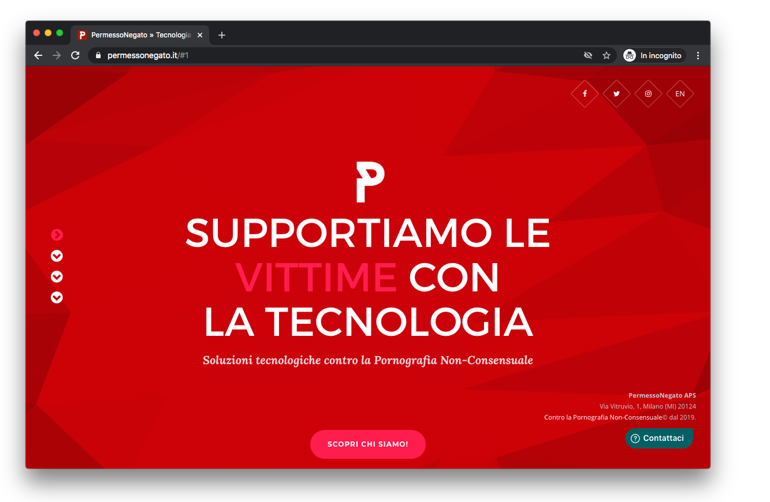 PermessoNegato » Tecnologia
permessonegato.it/#1
In incognito
EN
SUPPORTIAMO LE
VITTIME CON
LA TECNOLOGIA
Soluzioni tecnologiche contro la Pornografia Non-Consensuale
PermessoNegato APS
Via Vitruvio, 1, Milano (MI) 20124
Contro la Pornografia Non-Consensuale© dal 2019.
Contattaci
SCOPRI CHI SIAMO!